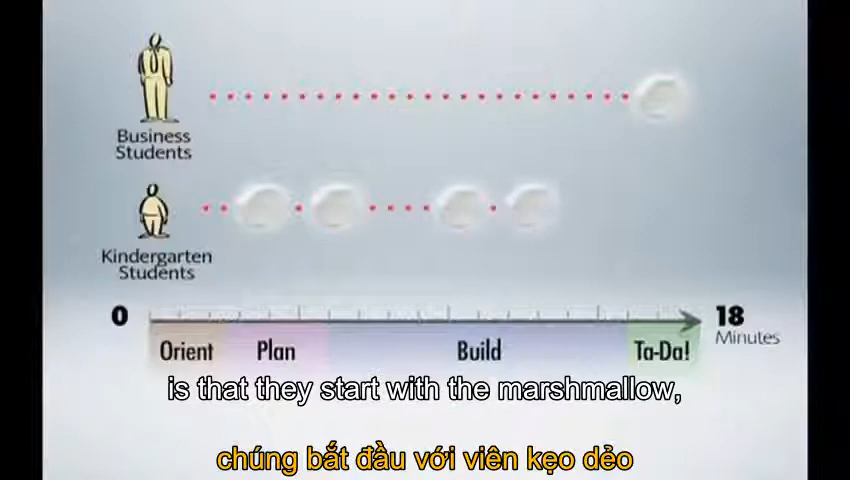 Business
Students
Kindergarten
Students
0
18
Minutes
Orient Plan Build Ta-Da!
is that they start with the marshmallow,
chúng bắt đầu với viên kẹo dẻo